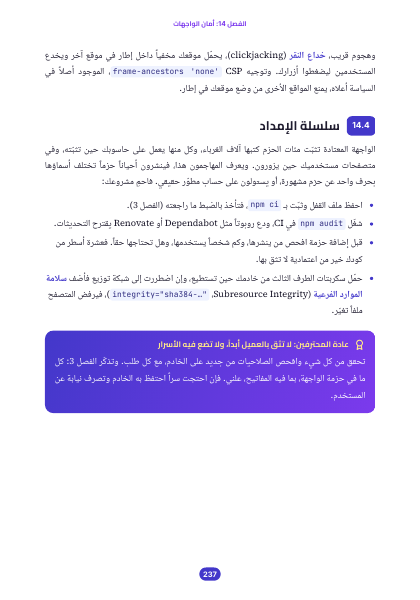 الفصل 14: أمان الواجهات
وهجوم قريب، خداع النقر (clickjacking)، يحمّل موقعك مخفياً داخل إطار في موقع آخر ويخدع
المستخدمين ليضغطوا أزرارك. وتوجيه CSP frame-ancestors 'none'، الموجود أصلاً في
السياسة أعلاه، يمنع المواقع الأخرى من وضع موقعك في إطار.
14.4 سلسلة الإمداد
الواجهة المعتادة تثبّت مئات الحزم كتبها آلاف الغرباء، وكل منها يعمل على حاسوبك حين تثبّته، وفي
متصفحات مستخدميك حين يزورون. ويعرف المهاجمون هذا، فينشرون أحياناً حزماً تختلف أسماؤها
بحرف واحد عن حزم مشهورة، أو يستولون على حساب مطوّر حقيقي. فاحمِ مشروعك:
• احفظ ملف القفل وثبّت بـ npm ci، فتأخذ بالضبط ما راجعته (الفصل 3).
• شغّل npm audit في CI، ودع روبوتاً مثل Dependabot أو Renovate يقترح التحديثات.
• قبل إضافة حزمة افحص من ينشرها، وكم شخصاً يستخدمها، وهل تحتاجها حقاً. فعشرة أسطر من
كودك خير من اعتمادية لا تثق بها.
• حمّل سكربتات الطرف الثالث من خادمك حين تستطيع، وإن اضطررت إلى شبكة توزيع فأضف سلامة
الموارد الفرعية (Subresource Integrity، integrity="sha384-…")، فيرفض المتصفح
ملفاً تغيّر.
عادة المحترفين: لا تثق بالعميل أبداً، ولا تضع فيه الأسرار
تحقق من كل شيء وافحص الصلاحيات من جديد على الخادم، مع كل طلب. وتذكّر الفصل 3: كل
ما في حزمة الواجهة، بما فيه المفاتيح، علني. فإن احتجت سراً احتفظ به الخادم وتصرف نيابة عن
المستخدم.
237